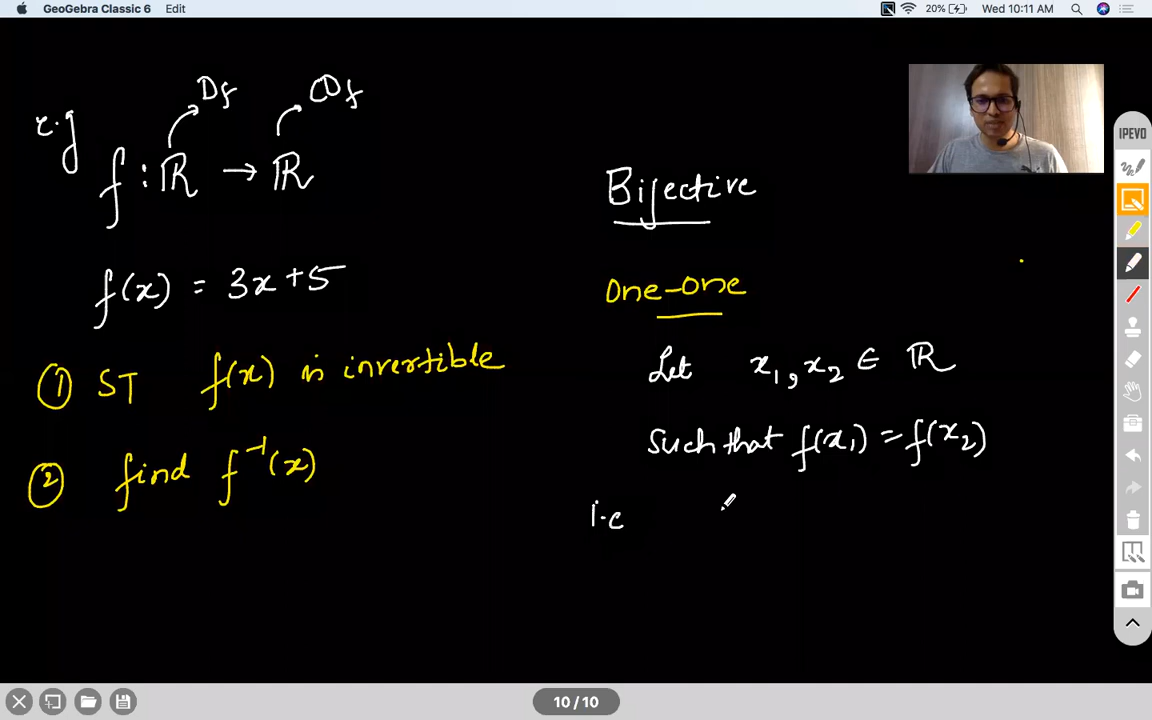 GeoGebra Classic 6 Edit 20% Wed 10:11 AM
IPEVO
e.g
Df CDf
f : ℝ → ℝ
f(x) = 3x+5
① ST f(x) is invertible
② find f⁻¹(x)
Bijective
One-one
Let x₁, x₂ ∈ ℝ
Such that f(x₁) = f(x₂)
i.e
10 / 10